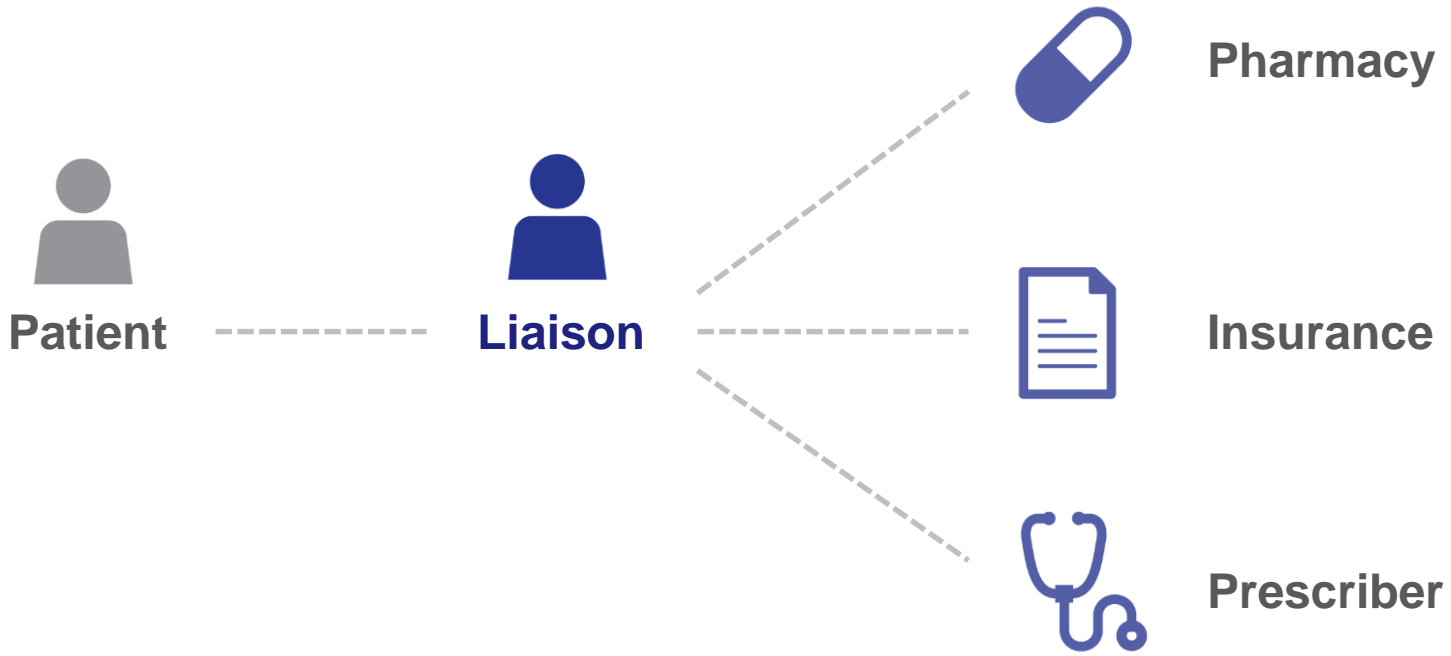 Pharmacy
Patient
Liaison
Insurance
Prescriber